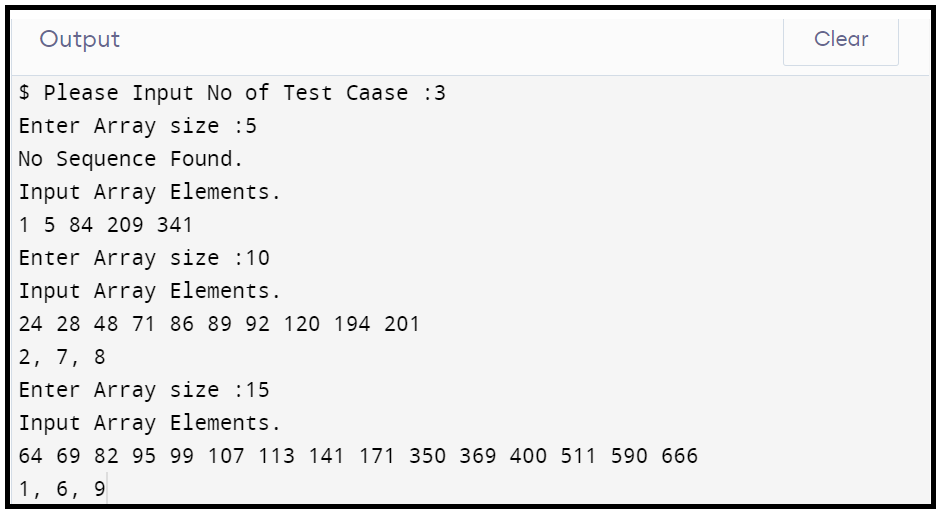 Output
Clear
$ Please Input No of Test Caase :3
Enter Array size :5
No Sequence Found.
Input Array Elements.
1 5 84 209 341
Enter Array size :10
Input Array Elements.
24 28 48 71 86 89 92 120 194 201
2, 7, 8
Enter Array size :15
Input Array Elements.
64 69 82 95 99 107 113 141 171 350 369 400 511 590 666
1, 6, 9